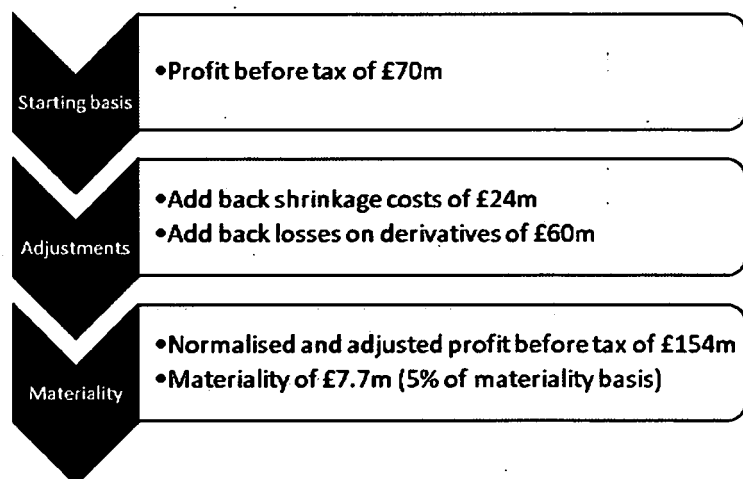 Starting basis
•Profit before tax of £70m
Adjustments
•Add back shrinkage costs of £24m
•Add back losses on derivatives of £60m
Materiality
•Normalised and adjusted profit before tax of £154m
•Materiality of £7.7m (5% of materiality basis)